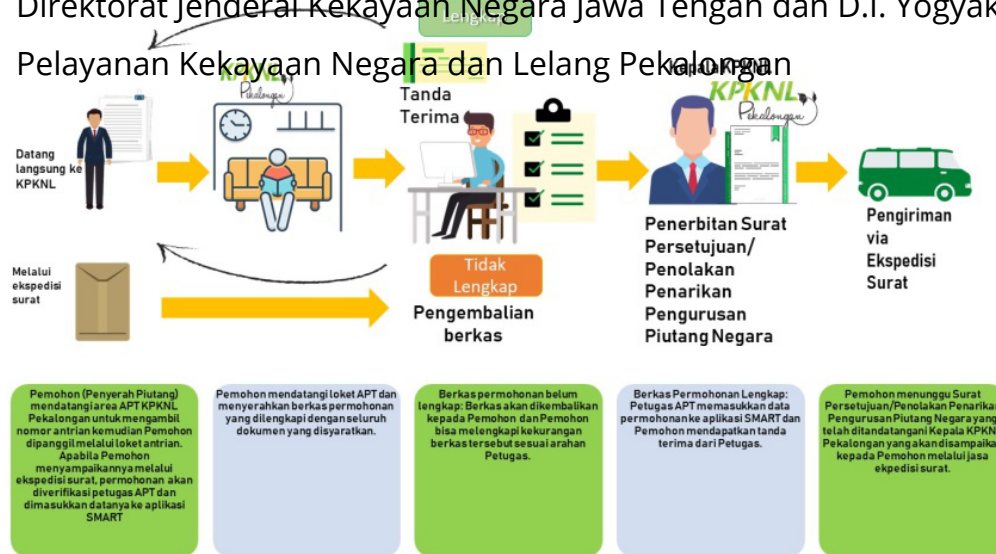 Direktorat Jenderal Kekayaan Negara Jawa Tengah dan D.I. Yogyak
Lengkap
Pelayanan Kekayaan Negara dan Lelang Pekalongan
Kepala KPKNL
KPKNL
Pekalongan
KPKNL
Pekalongan
Tanda
Terima
Datang
langsung ke
KPKNL
Penerbitan Surat
Persetujuan/
Penolakan
Penarikan
Pengurusan
Piutang Negara
Pengiriman
via
Ekspedisi
Surat
Melalui
ekspedisi
surat
Tidak
Lengkap
Pengembalian
berkas
Pemohon (Penyerah Piutang)
mendatangi area APT KPKNL
Pekalongan untuk mengambil
nomor antrian kemudian Pemohon
dipanggil melalui loket antrian.
Apabila Pemohon
menyampaikannya melalui
ekspedisi surat, permohonan akan
diverifikasi petugas APT dan
dimasukkan datanya ke aplikasi
SMART
Pemohon mendatangi loket APT dan
menyerahkan berkas permohonan
yang dilengkapi dengan seluruh
dokumen yang disyaratkan.
Berkas permohonan belum
lengkap: Berkas akan dikembalikan
kepada Pemohon dan Pemohon
bisa melengkapi kekurangan
berkas tersebut sesuai arahan
Petugas.
Berkas Permohonan Lengkap:
Petugas APT memasukkan data
permohonan ke aplikasi SMART dan
Pemohon mendapatkan tanda
terima dari Petugas.
Pemohon menunggu Surat
Persetujuan/Penolakan Penarikan
Pengurusan Piutang Negara yang
telah ditandatangani Kepala KPKNL
Pekalongan yang akan disampaika
kepada Pemohon melalui jasa
ekpedisi surat.